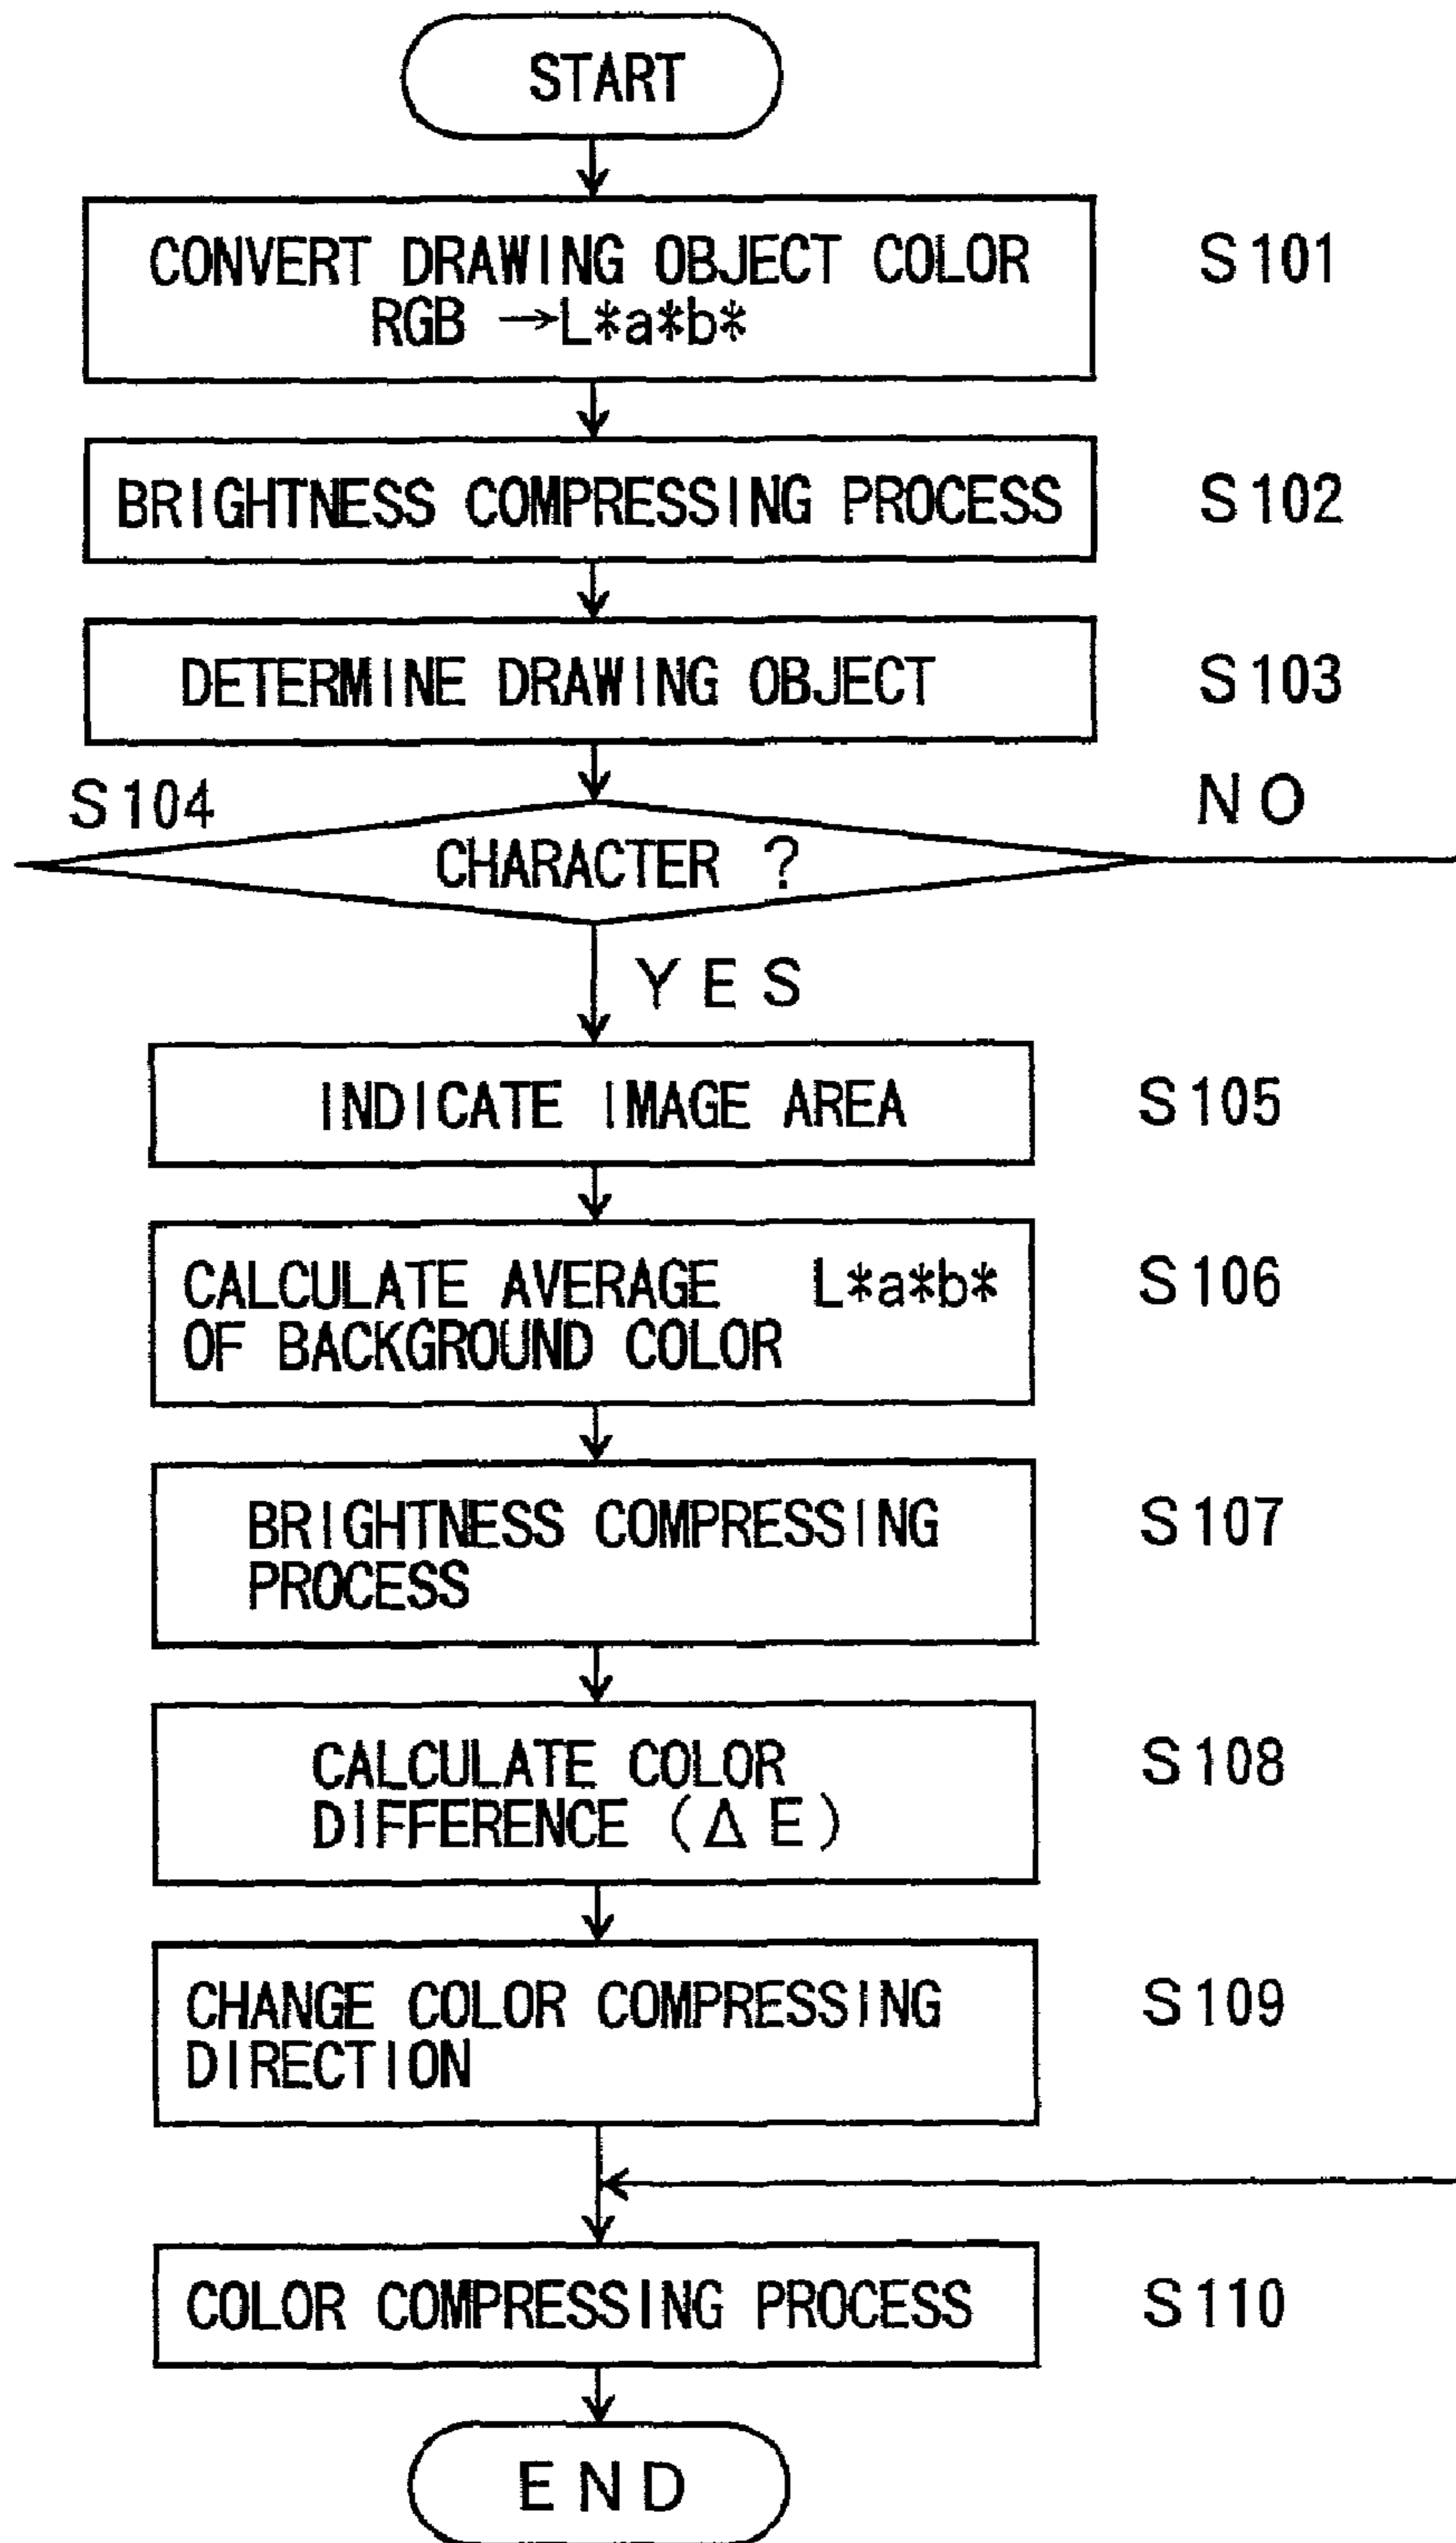 START
CONVERT DRAWING OBJECT COLOR
RGB →L*a*b*
S101
BRIGHTNESS COMPRESSING PROCESS
S102
DETERMINE DRAWING OBJECT
S103
S104
CHARACTER ?
NO
YES
INDICATE IMAGE AREA
S105
CALCULATE AVERAGE L*a*b*
OF BACKGROUND COLOR
S106
BRIGHTNESS COMPRESSING
PROCESS
S107
CALCULATE COLOR
DIFFERENCE (ΔE)
S108
CHANGE COLOR COMPRESSING
DIRECTION
S109
COLOR COMPRESSING PROCESS
S110
END